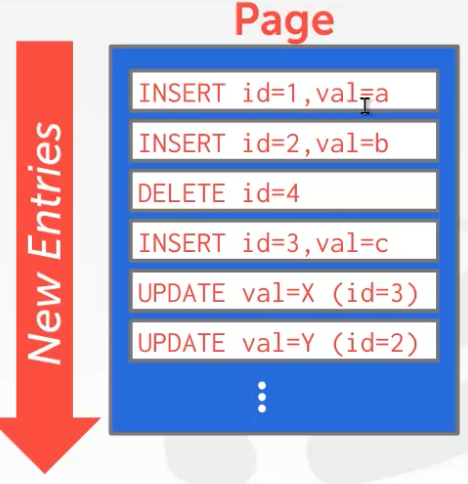 Page
New Entries
INSERT id=1,val=a
INSERT id=2,val=b
DELETE id=4
INSERT id=3,val=c
UPDATE val=X (id=3)
UPDATE val=Y (id=2)